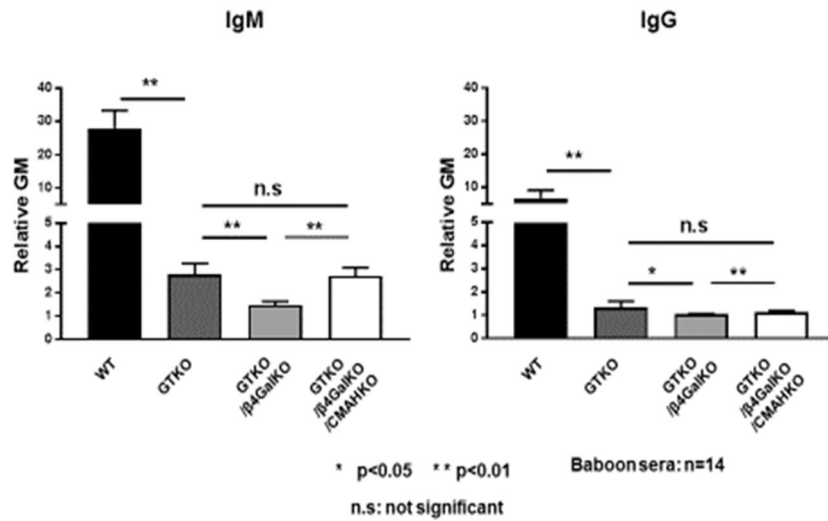 IgM
IgG
Relative GM
40
30
20
10
5
4
3
2
1
0
**
n.s
**
**
WT
GTKO
GTKO
/β4GalKO
GTKO
/β4GalKO
/CMAHKO
Relative GM
40
30
20
10
5
4
3
2
1
0
**
n.s
*
**
WT
GTKO
GTKO
/β4GalKO
GTKO
/β4GalKO
/CMAHKO
* p<0.05 ** p<0.01
Baboon sera: n=14
n.s: not significant